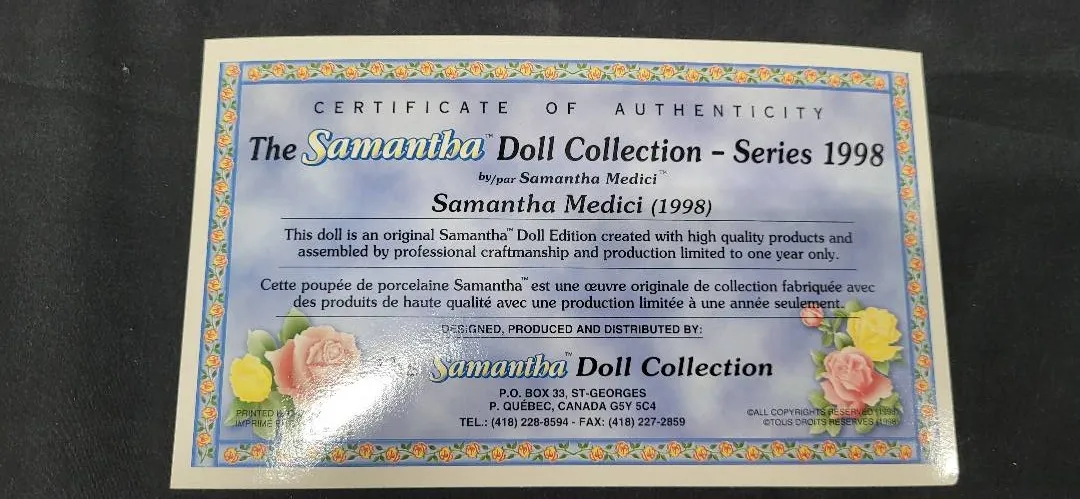 CERTIFICATE OF AUTHENTICITY
The Samantha™ Doll Collection – Series 1998
by/par Samantha Medici™
Samantha Medici (1998)
This doll is an original Samantha™ Doll Edition created with high quality products and
assembled by professional craftmanship and production limited to one year only.
Cette poupée de porcelaine Samantha™ est une œuvre originale de collection fabriquée avec
des produits de haute qualité avec une production limitée à une année seulement.
DESIGNED, PRODUCED AND DISTRIBUTED BY:
Samantha™ Doll Collection
P.O. BOX 33, ST-GEORGES
P. QUÉBEC, CANADA G5Y 5C4
TEL.: (418) 228-8594 - FAX: (418) 227-2859
PRINTED
IMPRIMÉ
©ALL COPYRIGHTS RESERVED (1998)
©TOUS DROITS RÉSERVÉS (1998)